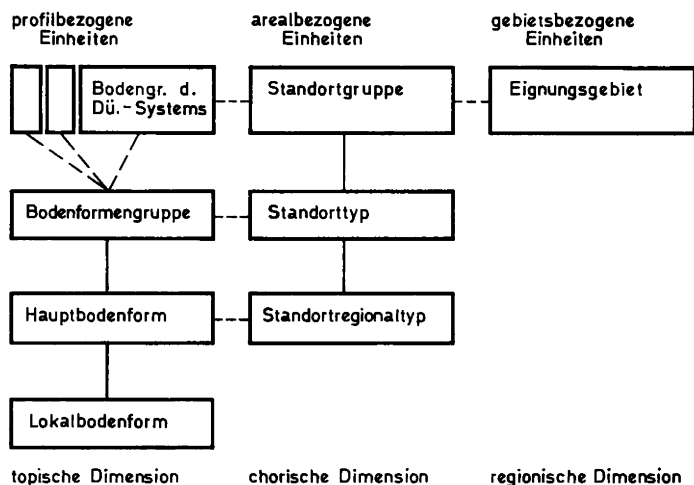 profilbezogene
Einheiten
arealbezogene
Einheiten
gebietsbezogene
Einheiten
Bodengr. d.
Dü.-Systems
Standortgruppe
Eignungsgebiet
Bodenformengruppe
Standorttyp
Hauptbodenform
Standortregionaltyp
Lokalbodenform
topische Dimension
chorische Dimension
regionische Dimension